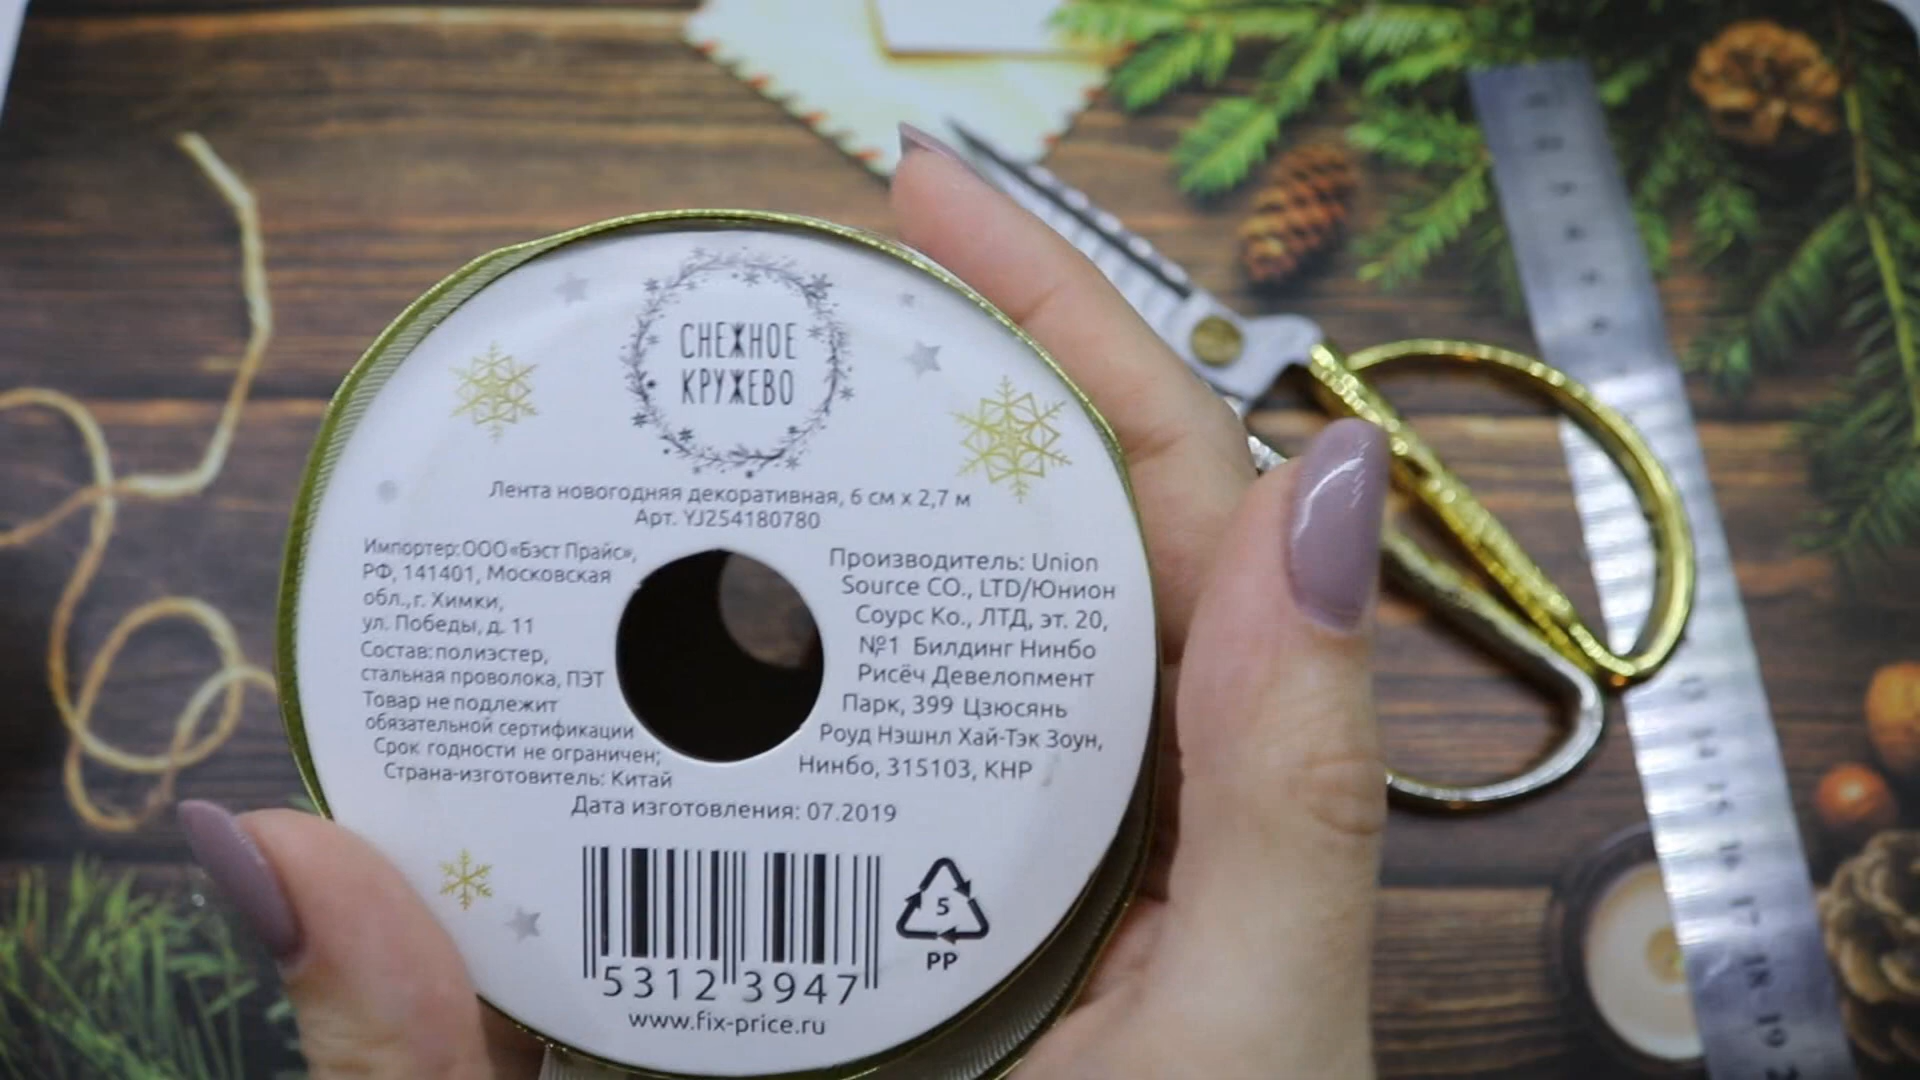 СНЕЖНОЕ
КРУЖЕВО
Лента новогодняя декоративная, 6 см х 2,7 м
Арт. YJ254180780
Импортер:ООО «Бэст Прайс»,
РФ, 141401, Московская
обл., г. Химки,
ул. Победы, д. 11
Состав: полиэстер,
стальная проволока, ПЭТ
Товар не подлежит
обязательной сертификации
Срок годности не ограничен;
Страна-изготовитель: Китай
Производитель: Union
Source CO., LTD/Юнион
Соурс Ко., ЛТД, эт. 20,
№1 Билдинг Нинбо
Рисёч Девелопмент
Парк, 399 Цзюсянь
Роуд Нэшнл Хай-Тэк Зоун,
Нинбо, 315103, КНР
Дата изготовления: 07.2019
5312 3947
5
PP
www.fix-price.ru
17
18
19